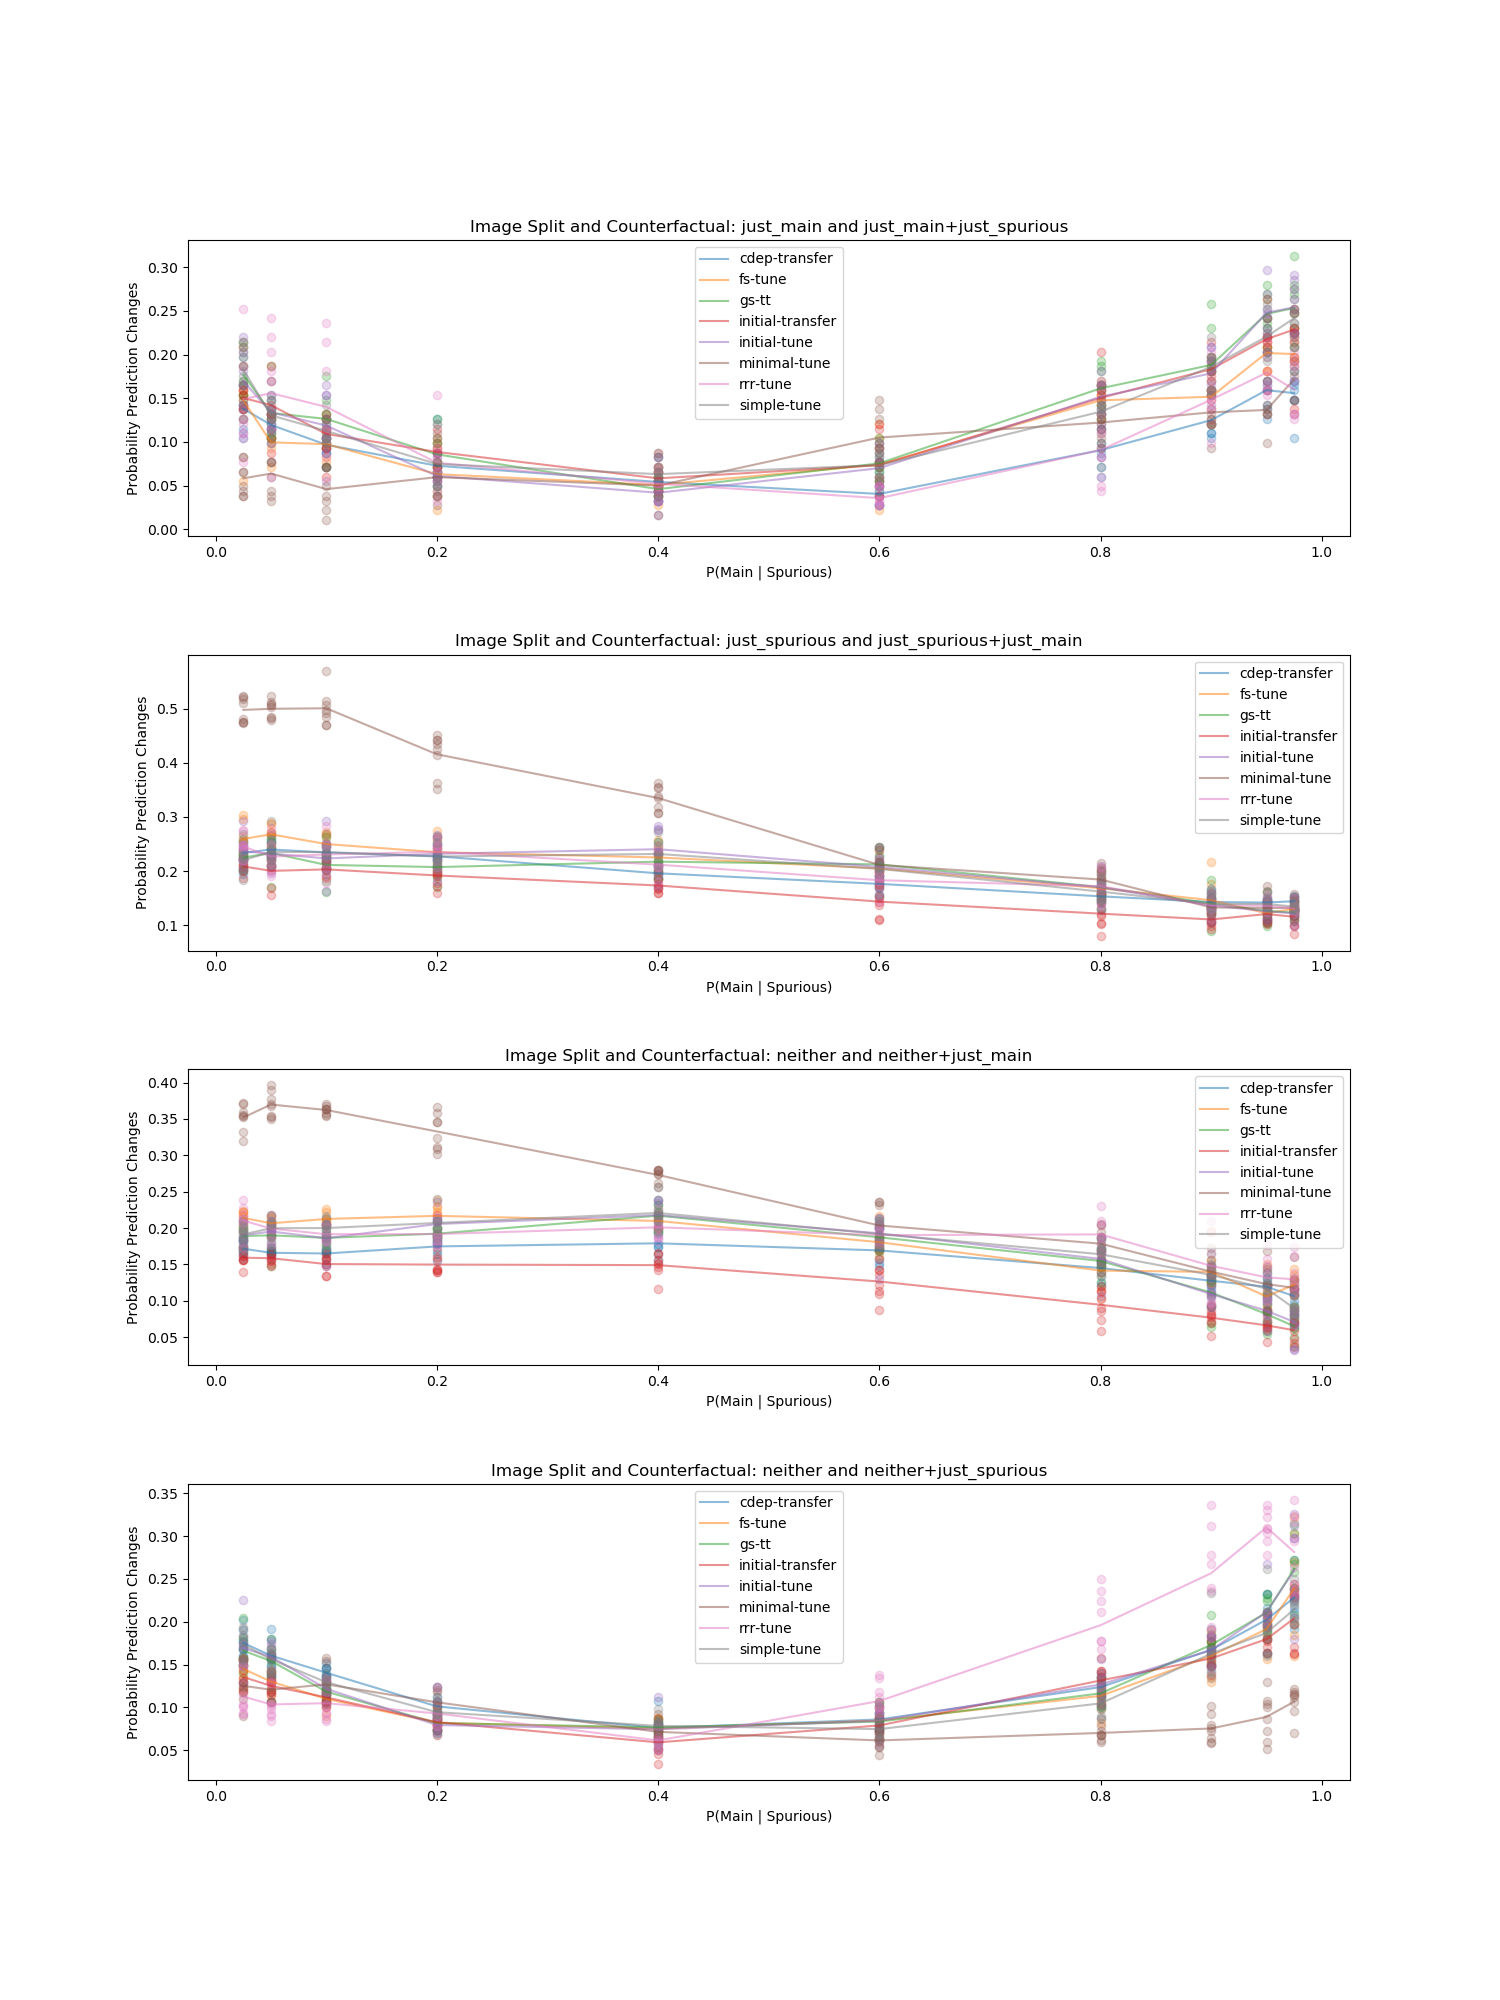 Image Split and Counterfactual: just_main and just_main+just_spurious
Probability Prediction Changes
0.30
0.25
0.20
0.15
0.10
0.05
0.00
cdep-transfer
fs-tune
gs-tt
initial-transfer
initial-tune
minimal-tune
rrr-tune
simple-tune
0.0 0.2 0.4 0.6 0.8 1.0
P(Main | Spurious)
Image Split and Counterfactual: just_spurious and just_spurious+just_main
Probability Prediction Changes
0.5
0.4
0.3
0.2
0.1
cdep-transfer
fs-tune
gs-tt
initial-transfer
initial-tune
minimal-tune
rrr-tune
simple-tune
0.0 0.2 0.4 0.6 0.8 1.0
P(Main | Spurious)
Image Split and Counterfactual: neither and neither+just_main
Probability Prediction Changes
0.40
0.35
0.30
0.25
0.20
0.15
0.10
0.05
cdep-transfer
fs-tune
gs-tt
initial-transfer
initial-tune
minimal-tune
rrr-tune
simple-tune
0.0 0.2 0.4 0.6 0.8 1.0
P(Main | Spurious)
Image Split and Counterfactual: neither and neither+just_spurious
Probability Prediction Changes
0.35
0.30
0.25
0.20
0.15
0.10
0.05
cdep-transfer
fs-tune
gs-tt
initial-transfer
initial-tune
minimal-tune
rrr-tune
simple-tune
0.0 0.2 0.4 0.6 0.8 1.0
P(Main | Spurious)